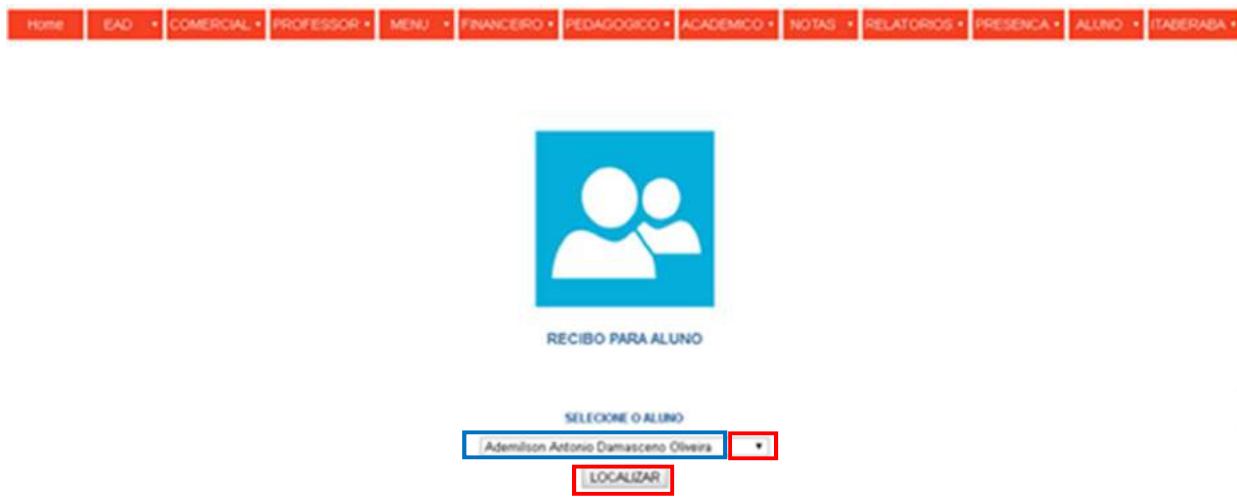 Home EAD COMERCIAL PROFESSOR MENU FINANCEIRO PEDAGOGICO ACADEMICO NOTAS RELATORIOS PRESENCA ALUNO ITABERABA
RECIBO PARA ALUNO
SELECIONE O ALUNO
Ademilson Antonio Damasceno Oliveira
LOCALIZAR